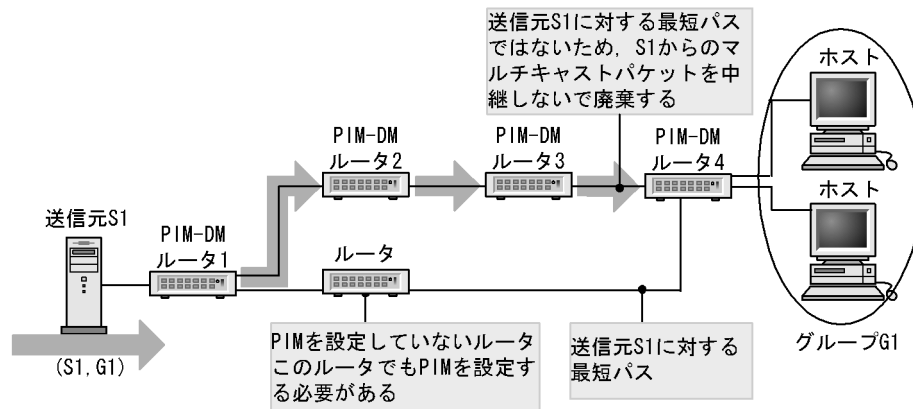 送信元S1に対する最短パス
ではないため，S1からのマ
ルチキャストパケットを中
継しないで廃棄する
ホスト
PIM-DM
ルータ2
PIM-DM
ルータ3
PIM-DM
ルータ4
ホスト
送信元S1
PIM-DM
ルータ1
ルータ
(S1,G1)
PIMを設定していないルータ
このルータでもPIMを設定す
る必要がある
送信元S1に対する
最短パス
グループG1